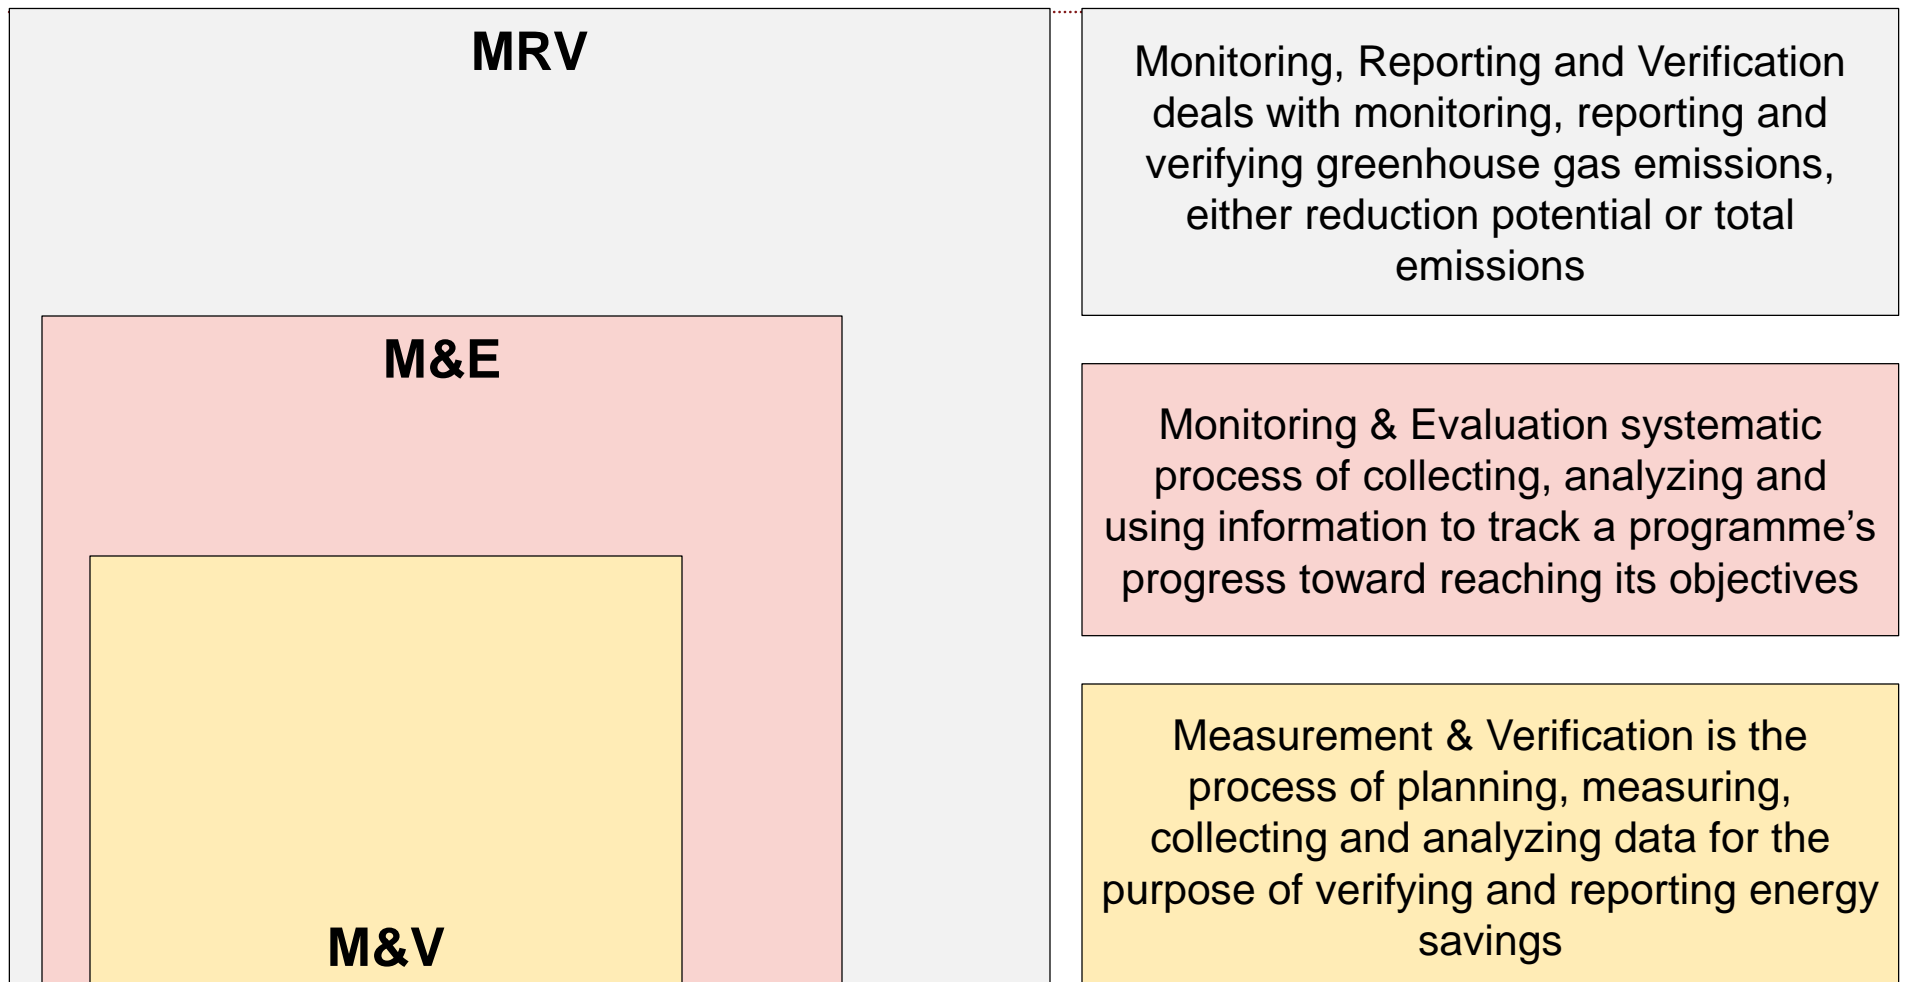 MRV
Monitoring, Reporting and Verification
deals with monitoring, reporting and
verifying greenhouse gas emissions,
either reduction potential or total
emissions
M&E
Monitoring & Evaluation systematic
process of collecting, analyzing and
using information to track a programme’s
progress toward reaching its objectives
M&V
Measurement & Verification is the
process of planning, measuring,
collecting and analyzing data for the
purpose of verifying and reporting energy
savings